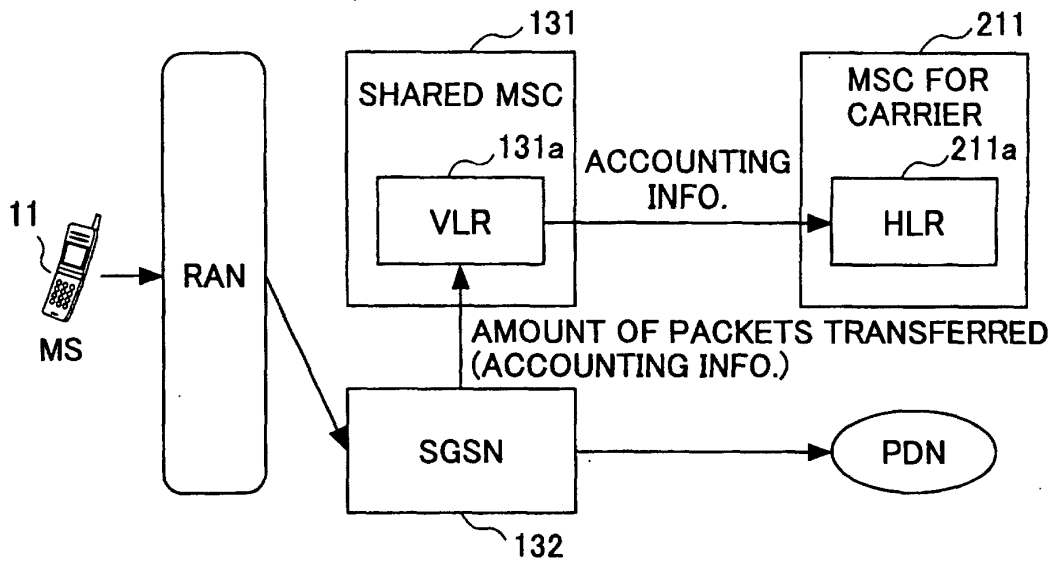 131
211
SHARED MSC
MSC FOR
CARRIER
131a
ACCOUNTING
INFO.
211a
11
VLR
HLR
RAN
MS
AMOUNT OF PACKETS TRANSFERRED
(ACCOUNTING INFO.)
SGSN
PDN
132